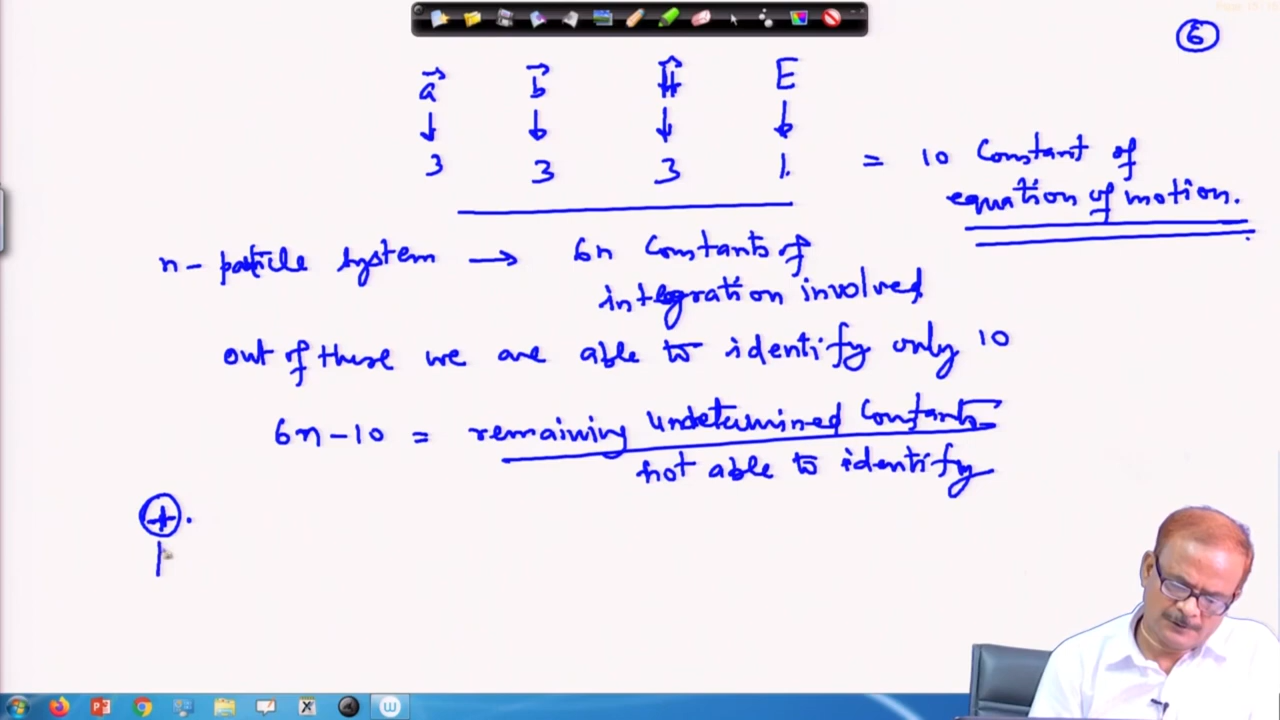 6
a⃗ b⃗ H⃗ E
↓ ↓ ↓ ↓
3 3 3 1. = 10 Constant of
equation of motion.
n - particle system → 6n Constants of
integration involved
out of these we are able to identify only 10
6n-10 = remaining undetermined Constants
not able to identify